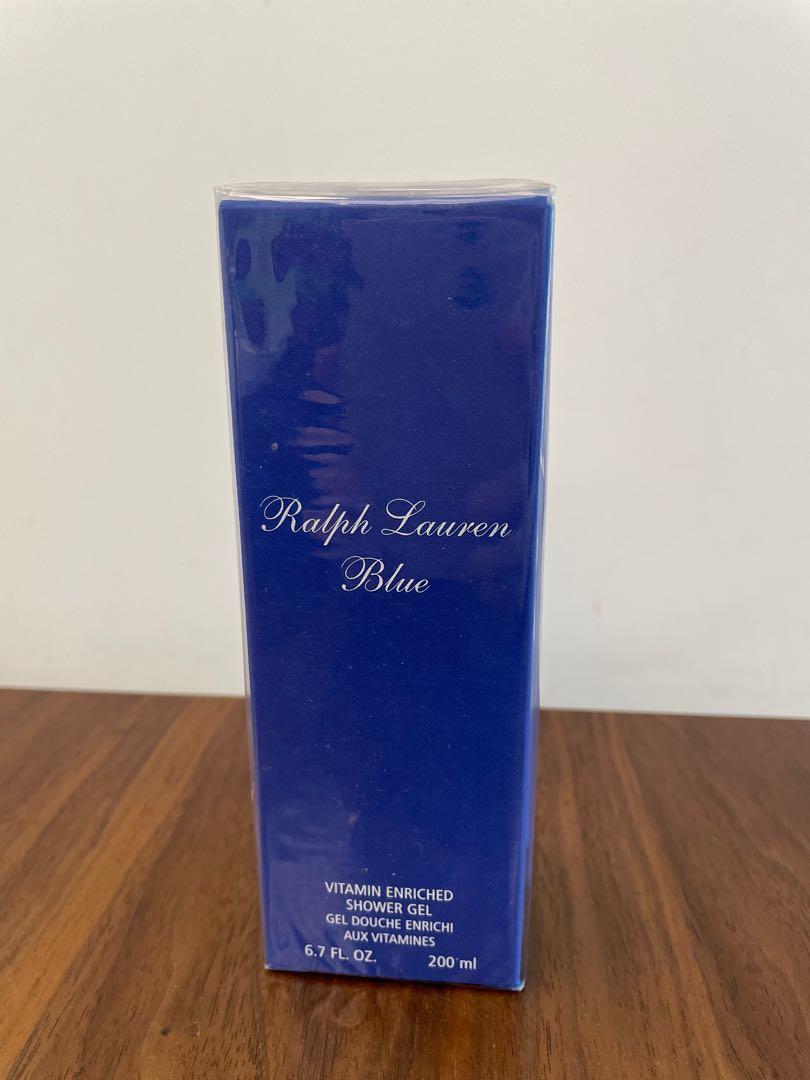 Ralph Lauren
Blue
VITAMIN ENRICHED
SHOWER GEL
GEL DOUCHE ENRICHI
AUX VITAMINES
6.7 FL. OZ. 200 ml